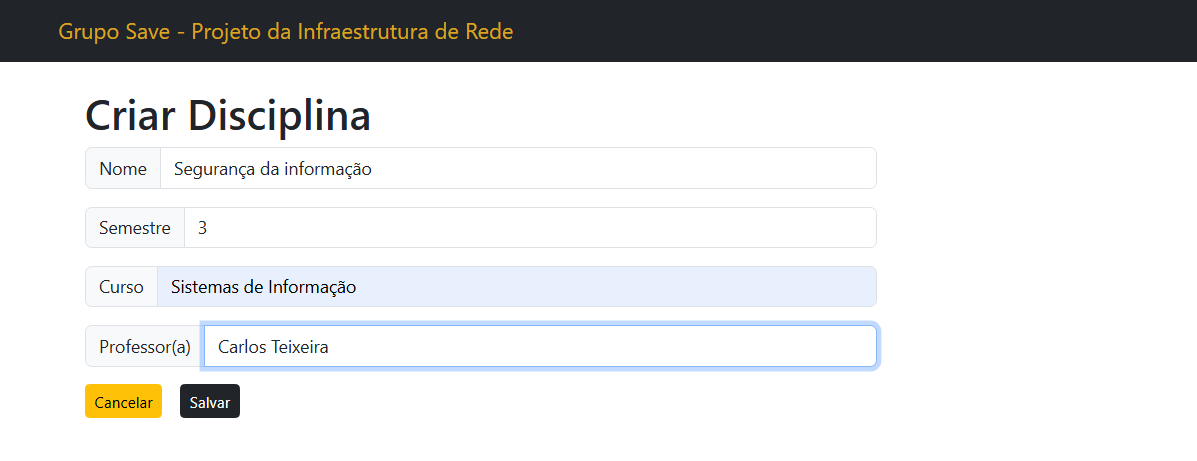 Grupo Save - Projeto da Infraestrutura de Rede
Criar Disciplina
Nome Segurança da informação
Semestre 3
Curso Sistemas de Informação
Professor(a) Carlos Teixeira
Cancelar Salvar